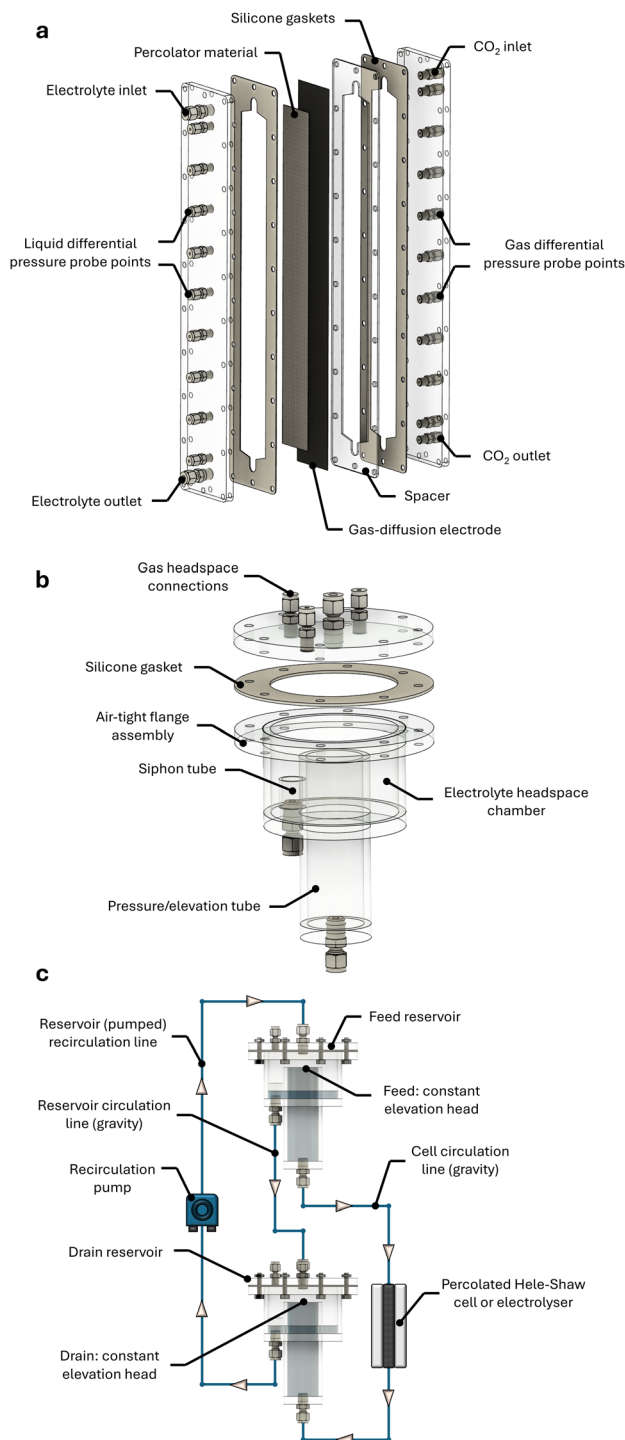 a
Silicone gaskets
Percolator material
CO₂ inlet
Electrolyte inlet
Liquid differential
pressure probe points
Gas differential
pressure probe points
CO₂ outlet
Electrolyte outlet
Spacer
Gas-diffusion electrode
b
Gas headspace
connections
Silicone gasket
Air-tight flange
assembly
Siphon tube
Electrolyte headspace
chamber
Pressure/elevation tube
c
Reservoir (pumped)
recirculation line
Feed reservoir
Feed: constant
elevation head
Reservoir circulation
line (gravity)
Cell circulation
line (gravity)
Recirculation
pump
Drain reservoir
Percolated Hele-Shaw
cell or electrolyser
Drain: constant
elevation head